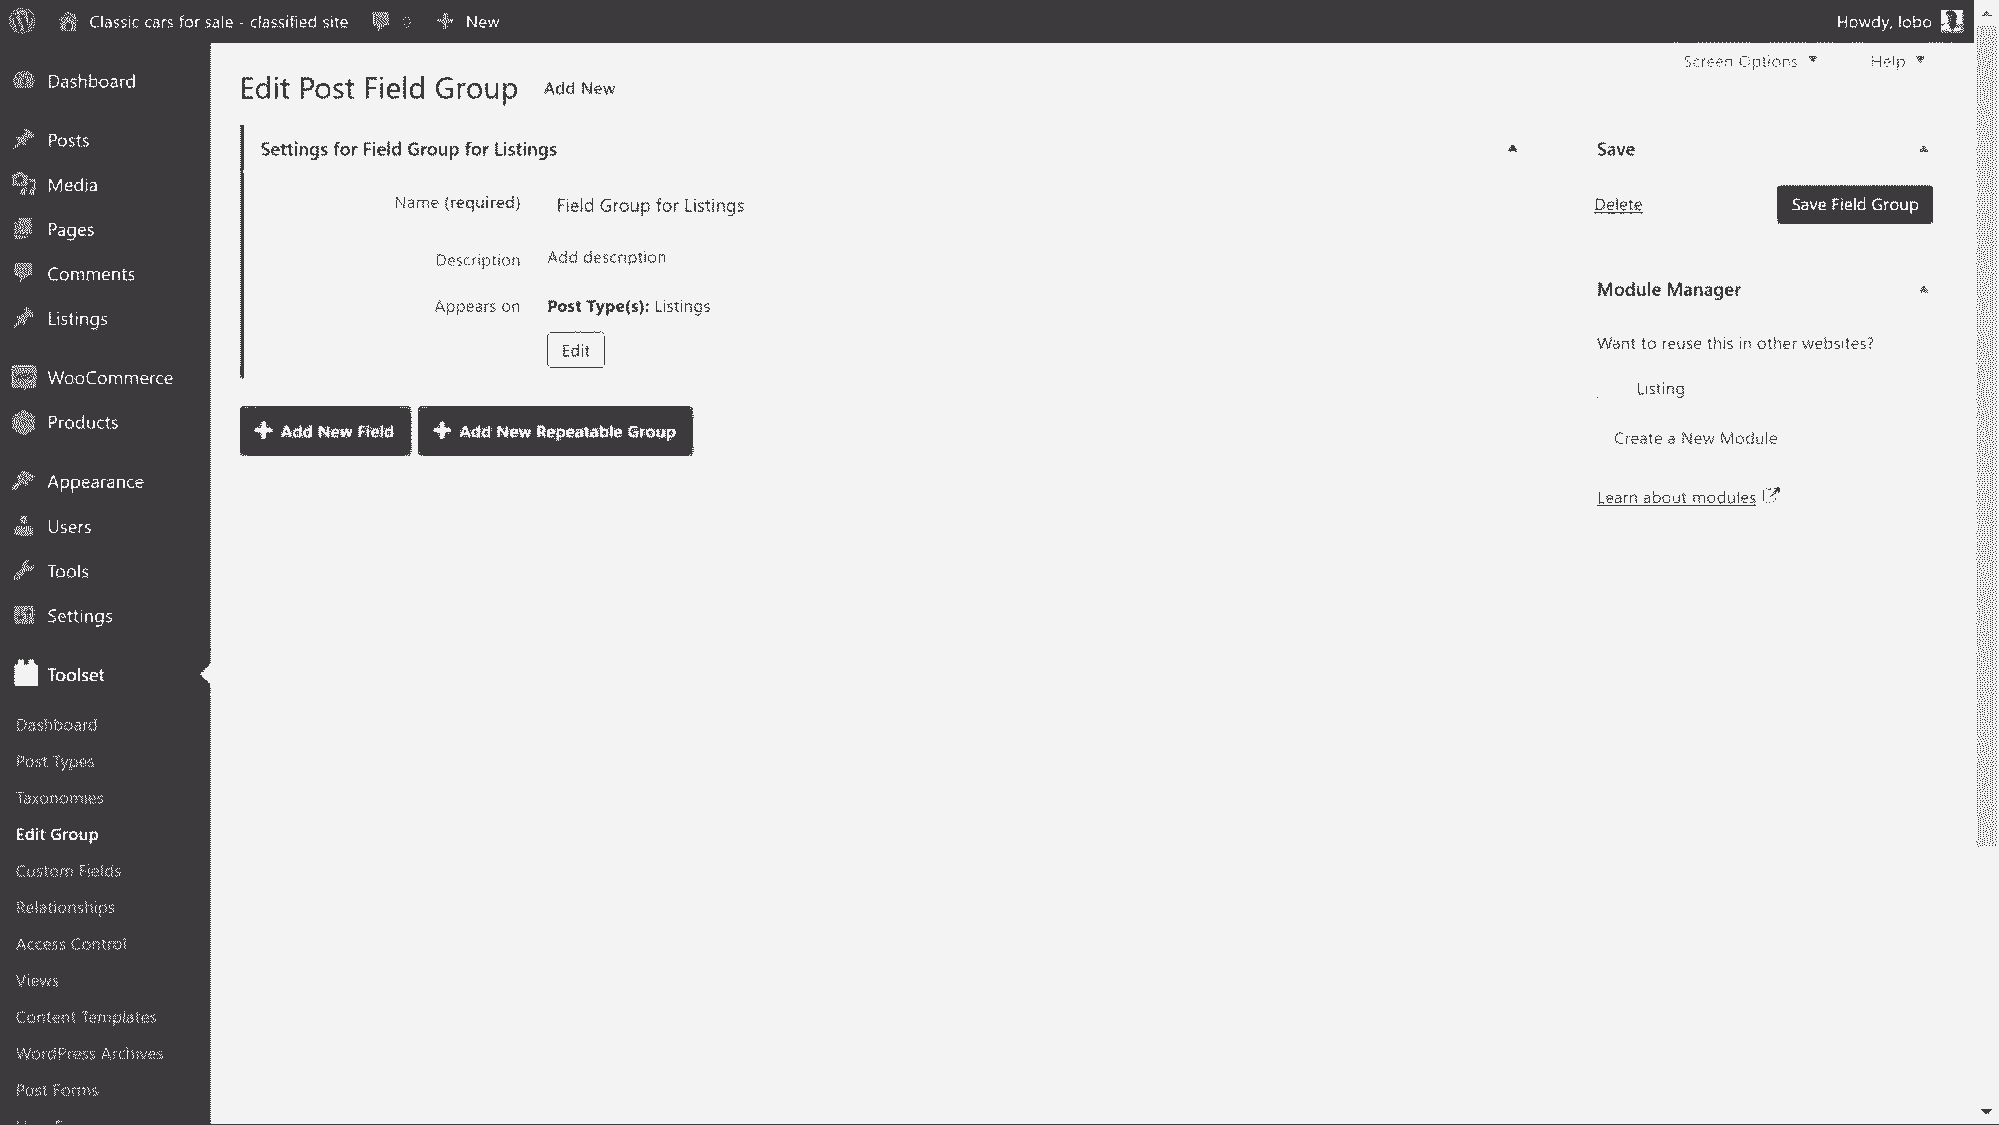 Classic cars for sale - classified site 0 New Howdy, lobo
Screen Options Help
Dashboard
Posts
Media
Pages
Comments
Listings
WooCommerce
Products
Appearance
Users
Tools
Settings
Toolset
Dashboard
Post Types
Taxonomies
Edit Group
Custom Fields
Relationships
Access Control
Views
Content Templates
WordPress Archives
Post Forms
Edit Post Field Group Add New
Settings for Field Group for Listings
Name (required) Field Group for Listings
Description Add description
Appears on Post Type(s): Listings
Edit
Add New Field Add New Repeatable Group
Save
Delete Save Field Group
Module Manager
Want to reuse this in other websites?
Listing
Create a New Module
Learn about modules